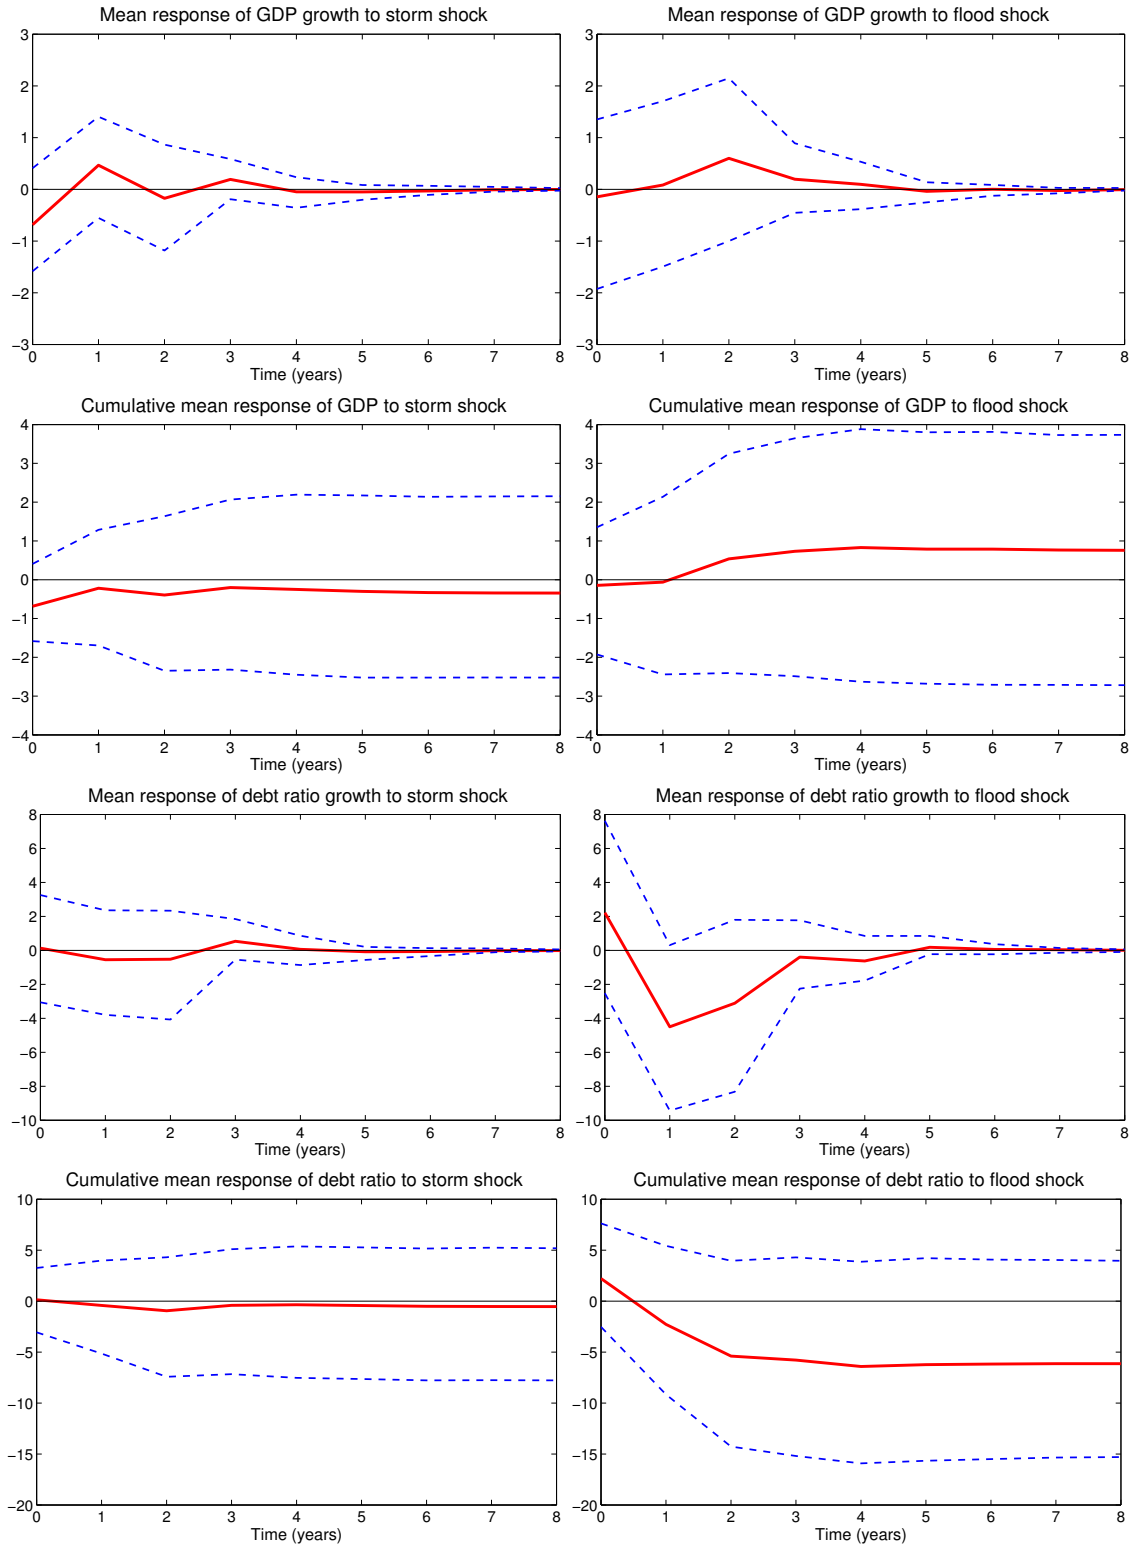 Mean response of GDP growth to storm shock
3
2
1
0
−1
−2
−3
0 1 2 3 4 5 6 7 8
Time (years)
Mean response of GDP growth to flood shock
3
2
1
0
−1
−2
−3
0 1 2 3 4 5 6 7 8
Time (years)
Cumulative mean response of GDP to storm shock
4
3
2
1
0
−1
−2
−3
−4
0 1 2 3 4 5 6 7 8
Time (years)
Cumulative mean response of GDP to flood shock
4
3
2
1
0
−1
−2
−3
−4
0 1 2 3 4 5 6 7 8
Time (years)
Mean response of debt ratio growth to storm shock
8
6
4
2
0
−2
−4
−6
−8
−10
0 1 2 3 4 5 6 7 8
Time (years)
Mean response of debt ratio growth to flood shock
8
6
4
2
0
−2
−4
−6
−8
−10
0 1 2 3 4 5 6 7 8
Time (years)
Cumulative mean response of debt ratio to storm shock
10
5
0
−5
−10
−15
−20
0 1 2 3 4 5 6 7 8
Time (years)
Cumulative mean response of debt ratio to flood shock
10
5
0
−5
−10
−15
−20
0 1 2 3 4 5 6 7 8
Time (years)